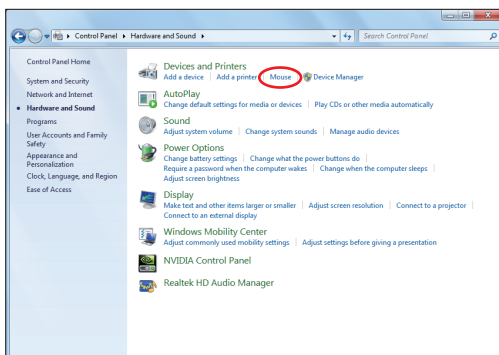 Control Panel ▸ Hardware and Sound ▸
Search Control Panel
Control Panel Home
System and Security
Network and Internet
Hardware and Sound
Programs
User Accounts and Family
Safety
Appearance and
Personalization
Clock, Language, and Region
Ease of Access
Devices and Printers
Add a device | Add a printer | Mouse | Device Manager
AutoPlay
Change default settings for media or devices | Play CDs or other media automatically
Sound
Adjust system volume | Change system sounds | Manage audio devices
Power Options
Change battery settings | Change what the power buttons do |
Require a password when the computer wakes | Change when the computer sleeps |
Adjust screen brightness
Display
Make text and other items larger or smaller | Adjust screen resolution | Connect to a projector |
Connect to an external display
Windows Mobility Center
Adjust commonly used mobility settings | Adjust settings before giving a presentation
NVIDIA Control Panel
Realtek HD Audio Manager